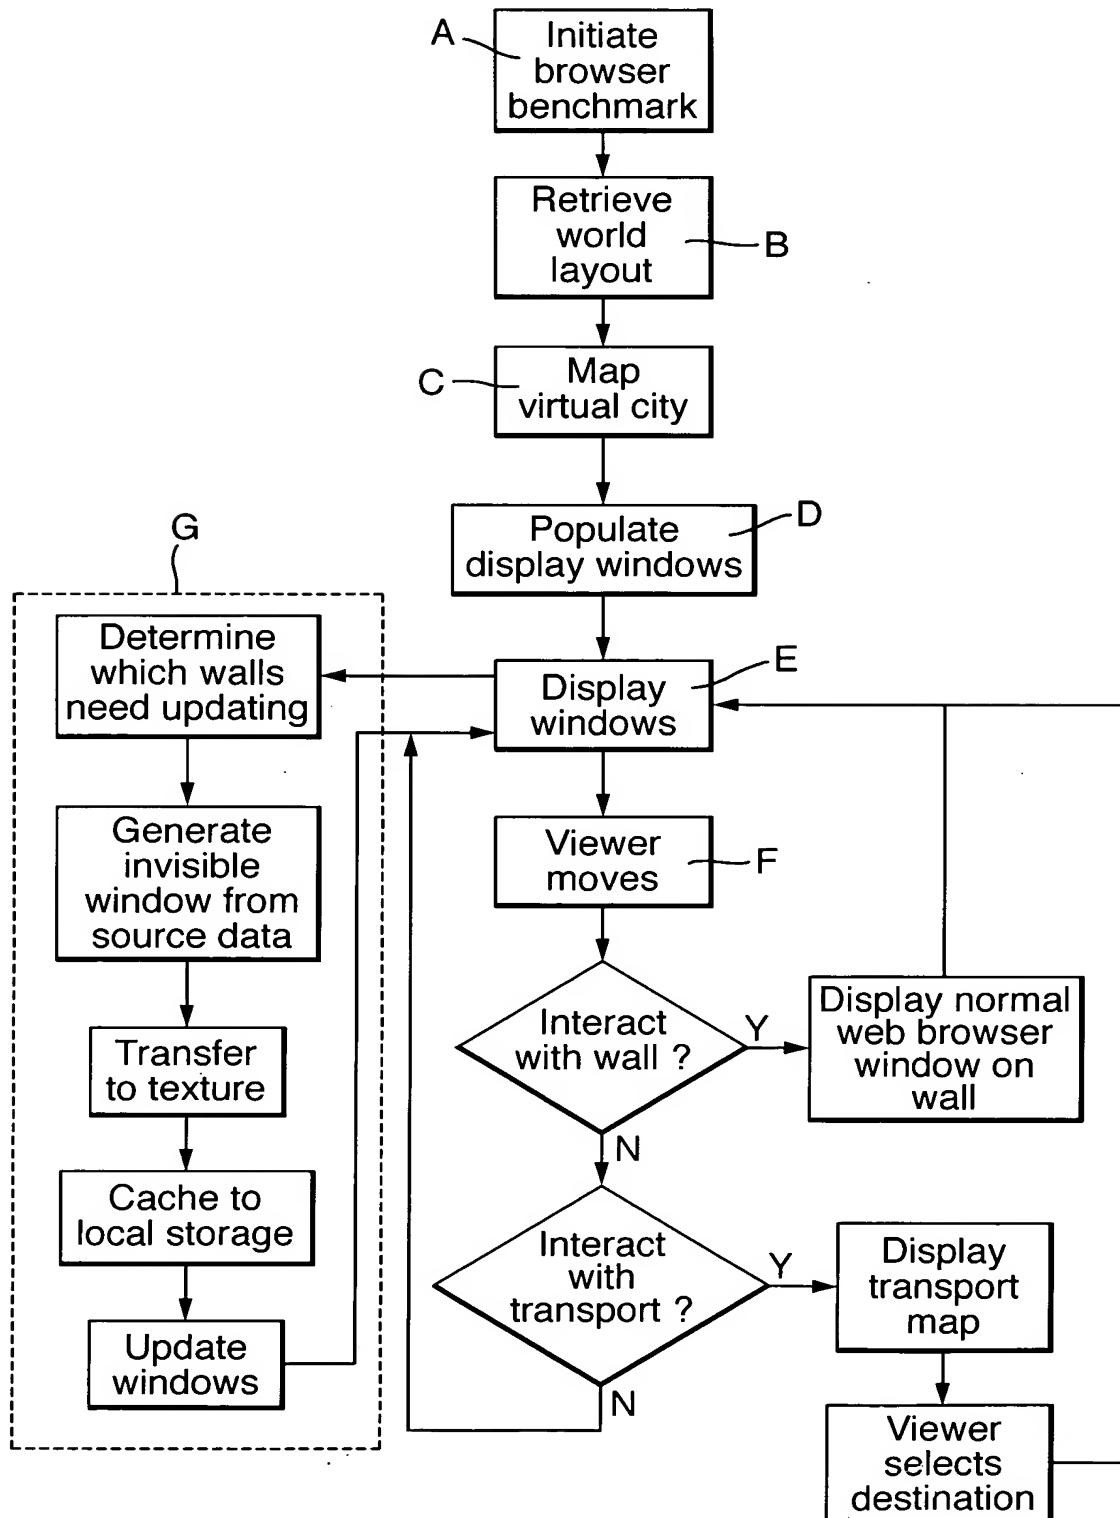 A
Initiate
browser
benchmark
Retrieve
world
layout
B
C
Map
virtual city
D
Populate
display windows
G
Determine
which walls
need updating
E
Display
windows
Generate
invisible
window from
source data
Viewer
moves
F
Transfer
to texture
Interact
with wall ?
Y
Display normal
web browser
window on
wall
N
Cache to
local storage
Interact
with
transport ?
Y
Display
transport
map
Update
windows
N
Viewer
selects
destination